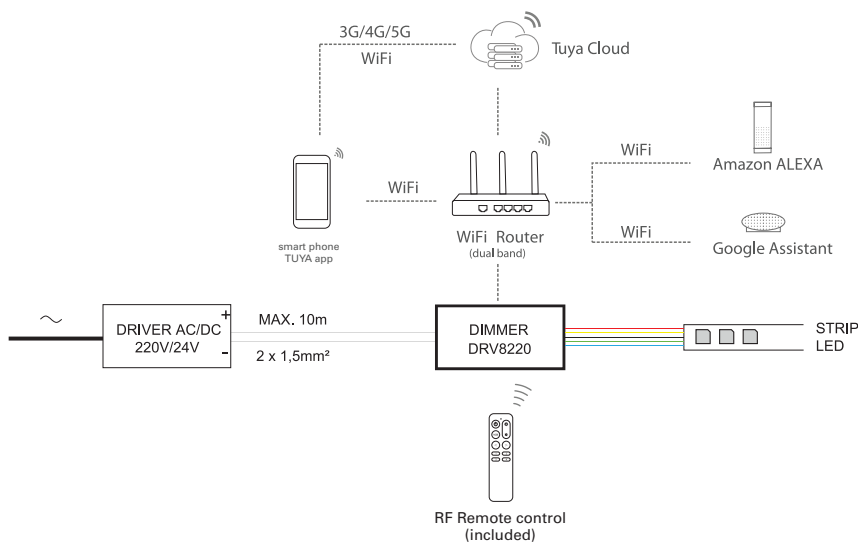 3G/4G/5G
WiFi
Tuya Cloud
WiFi
Amazon ALEXA
WiFi
WiFi
Google Assistant
smart phone
TUYA app
WiFi Router
(dual band)
DRIVER AC/DC
220V/24V
+
-
MAX. 10m
2 x 1,5mm²
DIMMER
DRV8220
STRIP
LED
RF Remote control
(included)